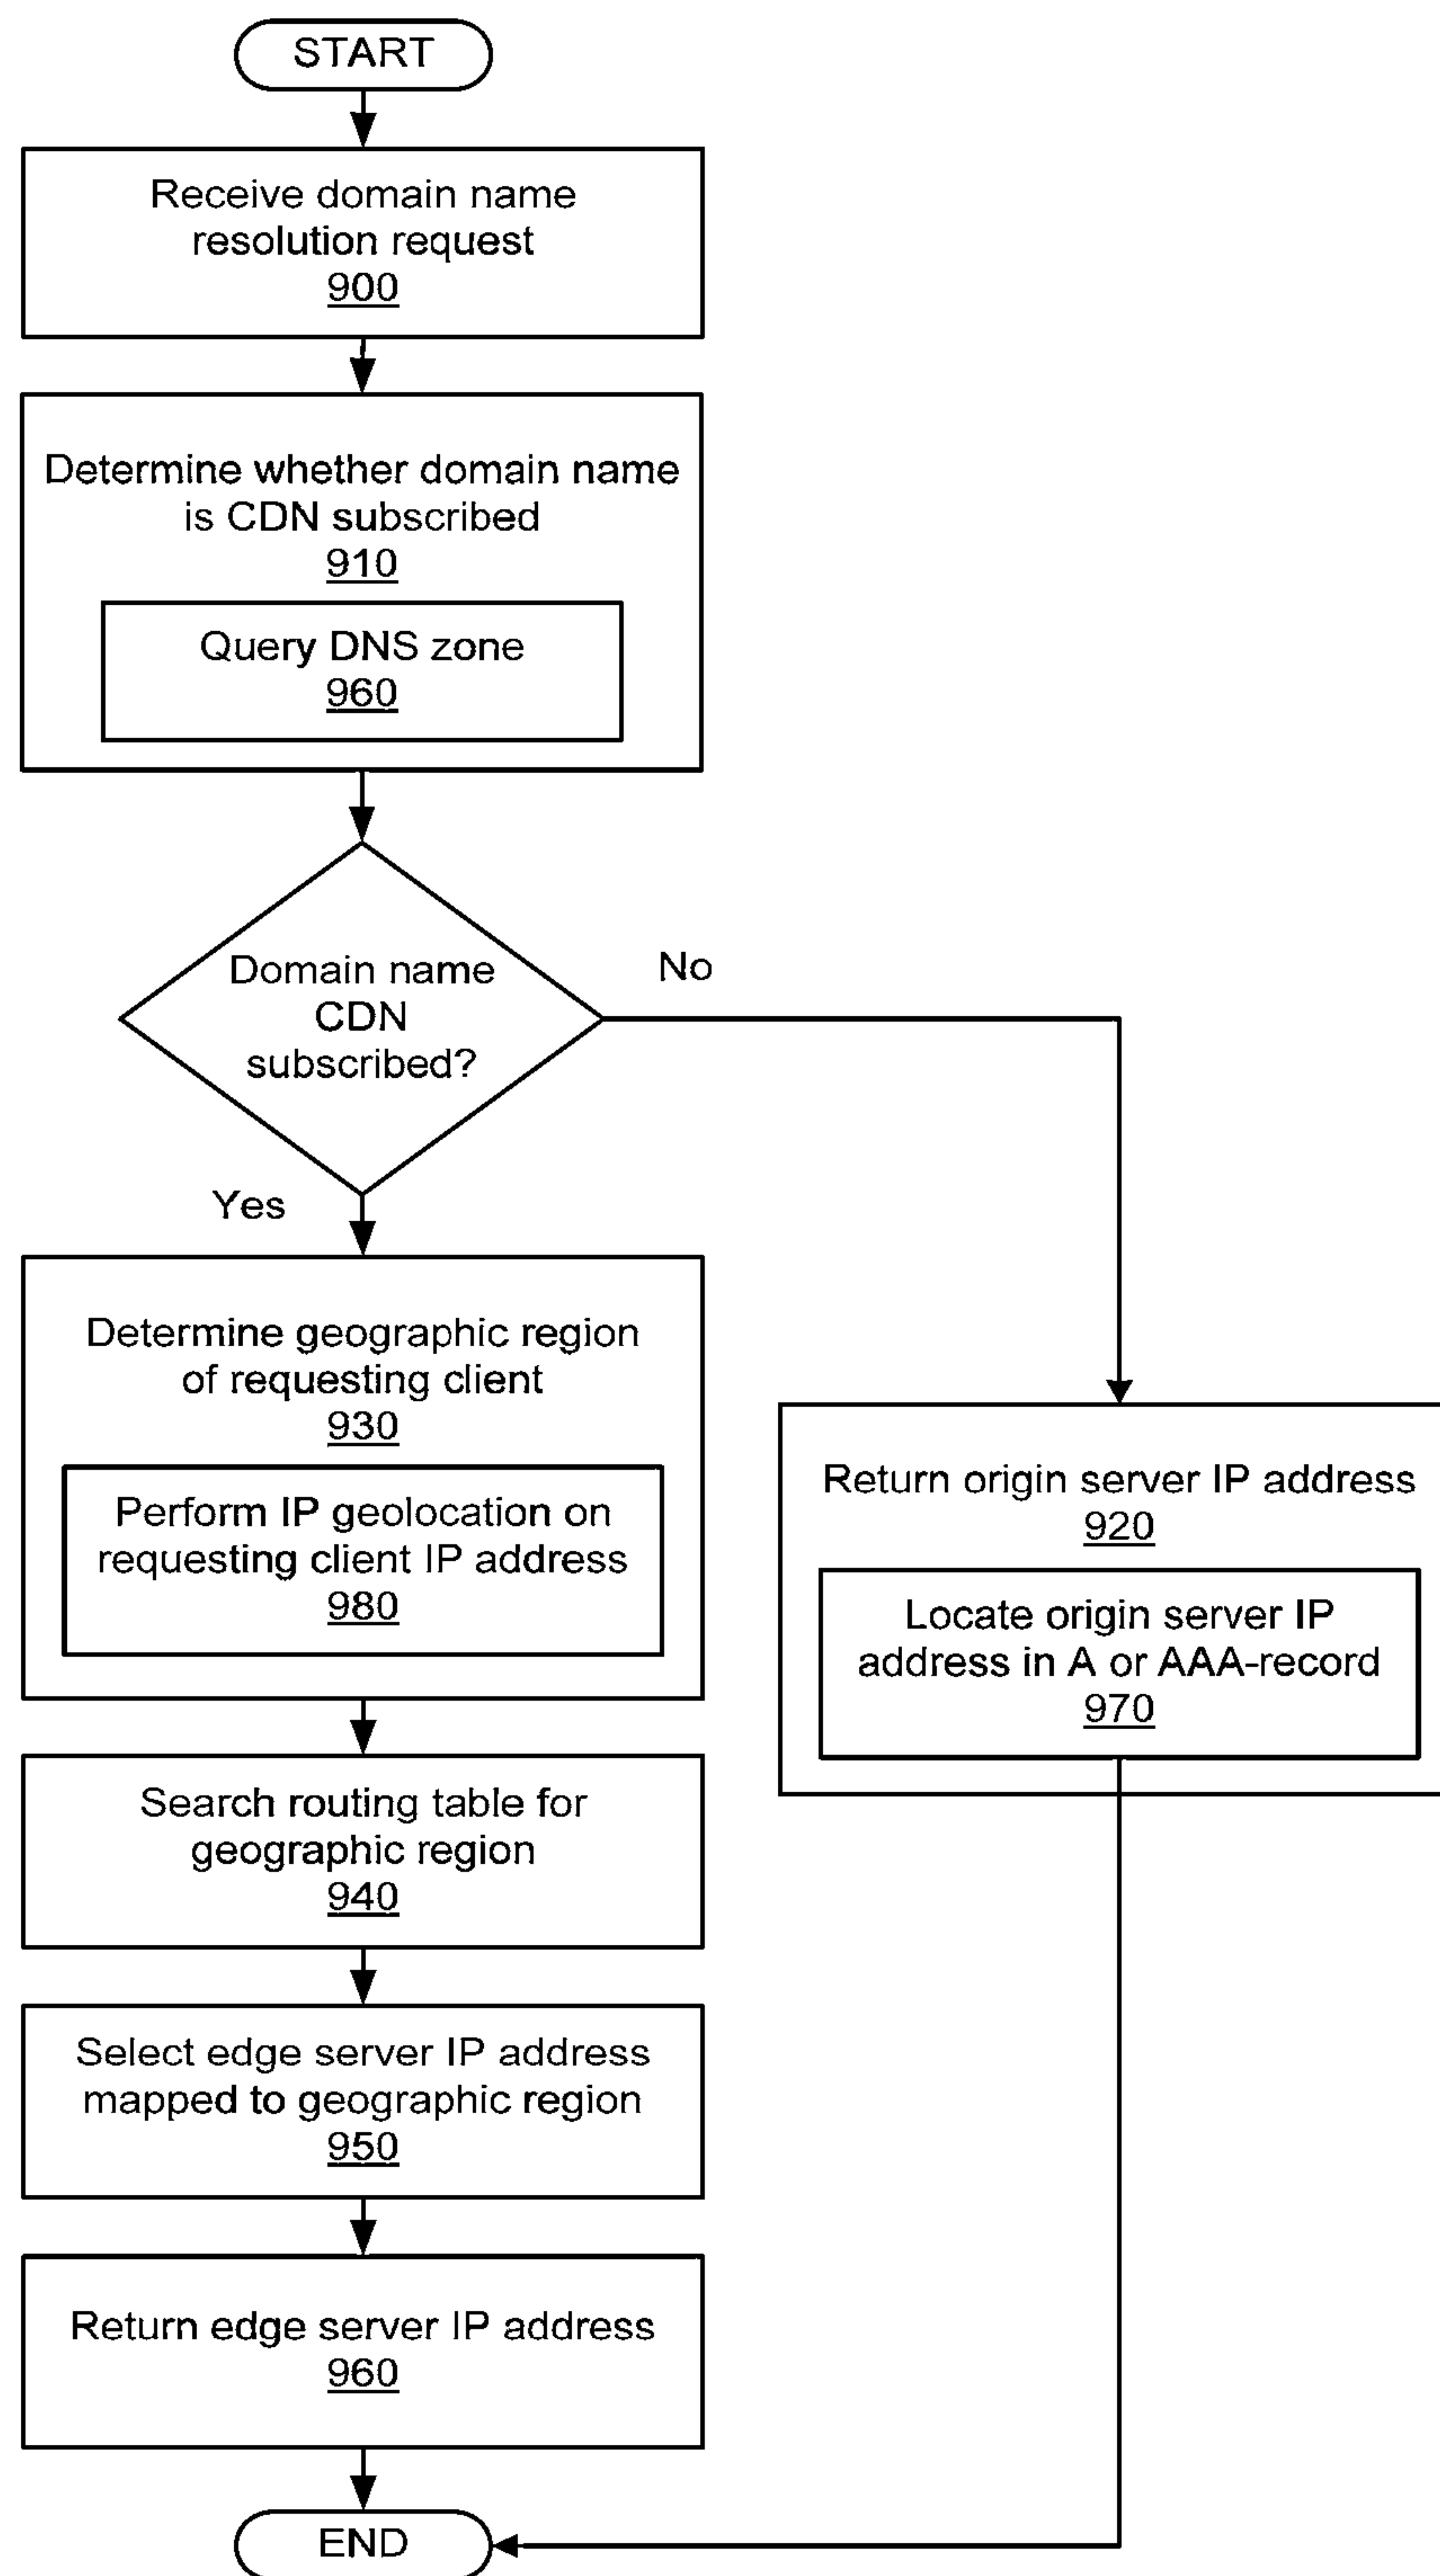 START
Receive domain name
resolution request
900
Determine whether domain name
is CDN subscribed
910
Query DNS zone
960
Domain name
CDN
subscribed?
No
Yes
Determine geographic region
of requesting client
930
Perform IP geolocation on
requesting client IP address
980
Return origin server IP address
920
Locate origin server IP
address in A or AAA-record
970
Search routing table for
geographic region
940
Select edge server IP address
mapped to geographic region
950
Return edge server IP address
960
END